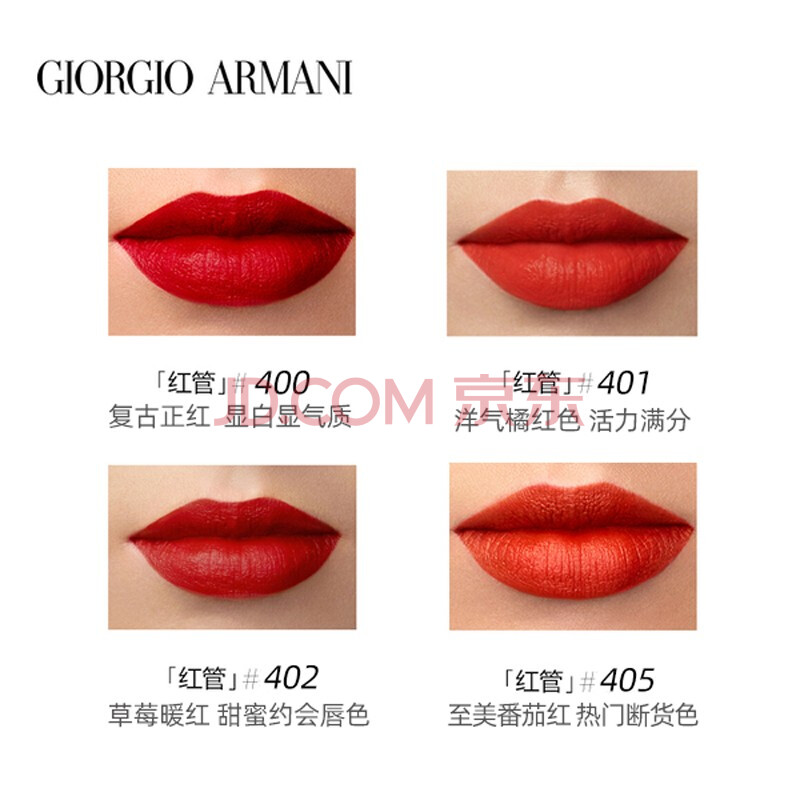 GIORGIO ARMANI
「红管」# 400
复古正红 显白显气质
「红管」# 401
洋气橘红色 活力满分
JD.COM 京东
「红管」# 402
草莓暖红 甜蜜约会唇色
「红管」# 405
至美番茄红 热门断货色